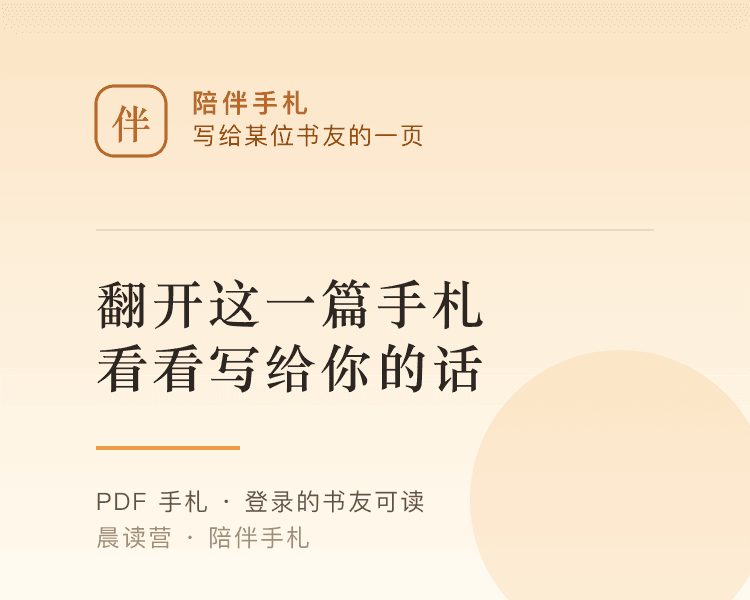 伴
陪伴手札
写给某位书友的一页
翻开这一篇手札
看看写给你的话
PDF 手札 · 登录的书友可读
晨读营 · 陪伴手札